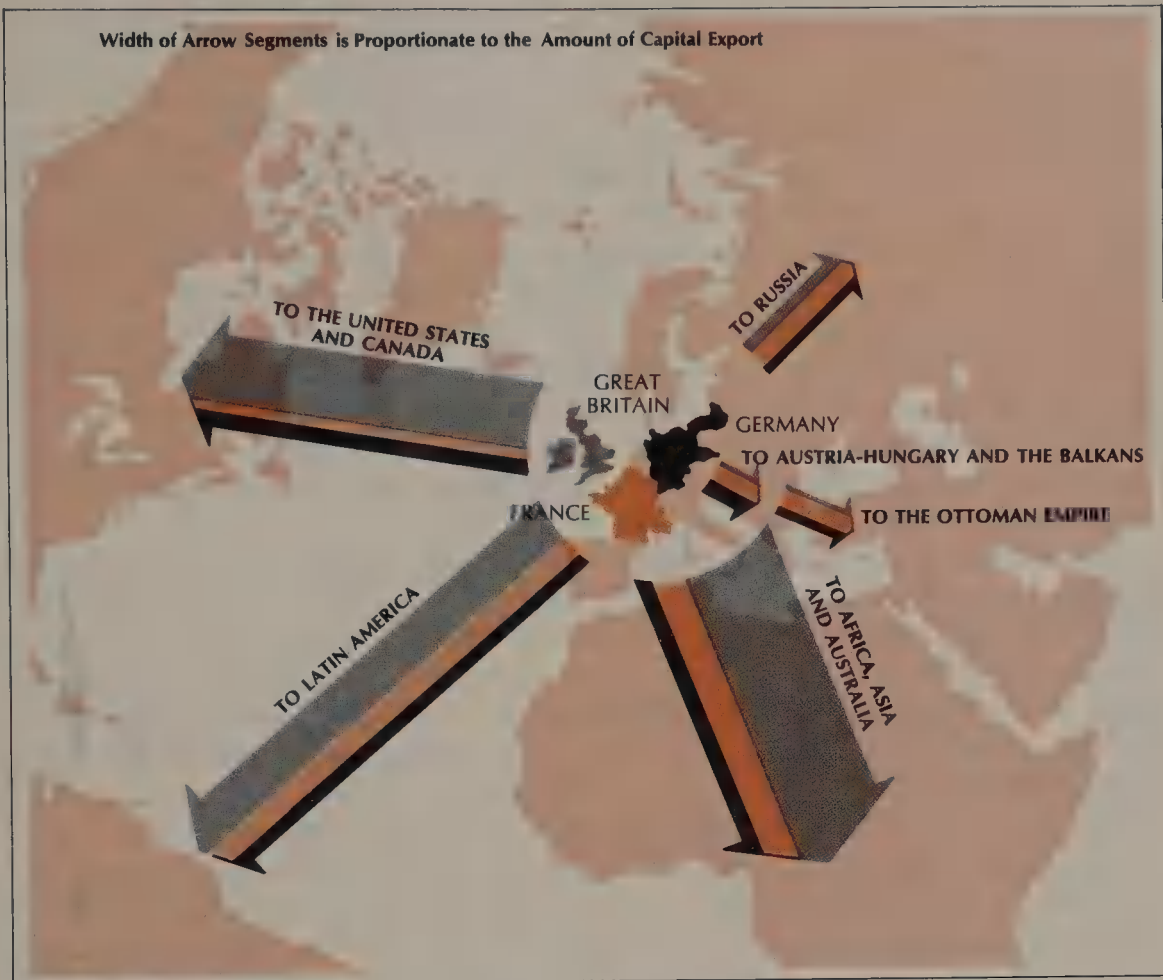 Width of Arrow Segments is Proportionate to the Amount of Capital Export
TO RUSSIA
TO THE UNITED STATES
AND CANADA
GREAT
BRITAIN
GERMANY
TO AUSTRIA-HUNGARY AND THE BALKANS
FRANCE
TO THE OTTOMAN EMPIRE
TO LATIN AMERICA
TO AFRICA, ASIA
AND AUSTRALIA